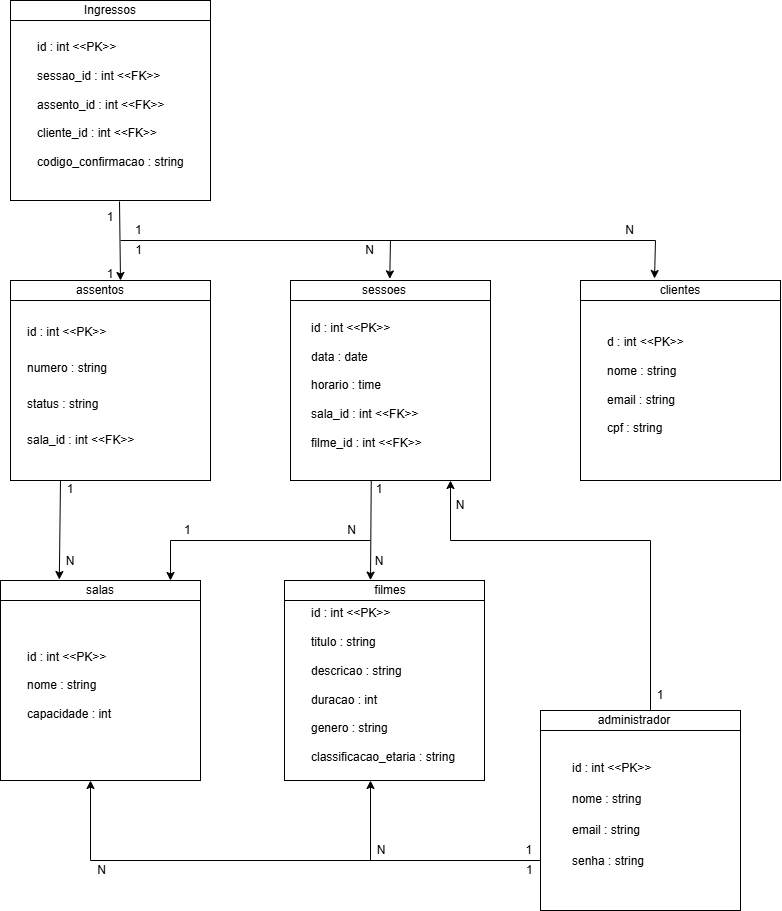 Ingressos
id : int <<PK>>
sessao_id : int <<FK>>
assento_id : int <<FK>>
cliente_id : int <<FK>>
codigo_confirmacao : string
1
1
N
1
N
1
assentos
id : int <<PK>>
numero : string
status : string
sala_id : int <<FK>>
sessoes
id : int <<PK>>
data : date
horario : time
sala_id : int <<FK>>
filme_id : int <<FK>>
clientes
d : int <<PK>>
nome : string
email : string
cpf : string
1
1
N
1
N
N
N
salas
id : int <<PK>>
nome : string
capacidade : int
filmes
id : int <<PK>>
titulo : string
descricao : string
duracao : int
genero : string
classificacao_etaria : string
1
administrador
id : int <<PK>>
nome : string
email : string
senha : string
N
1
N
1